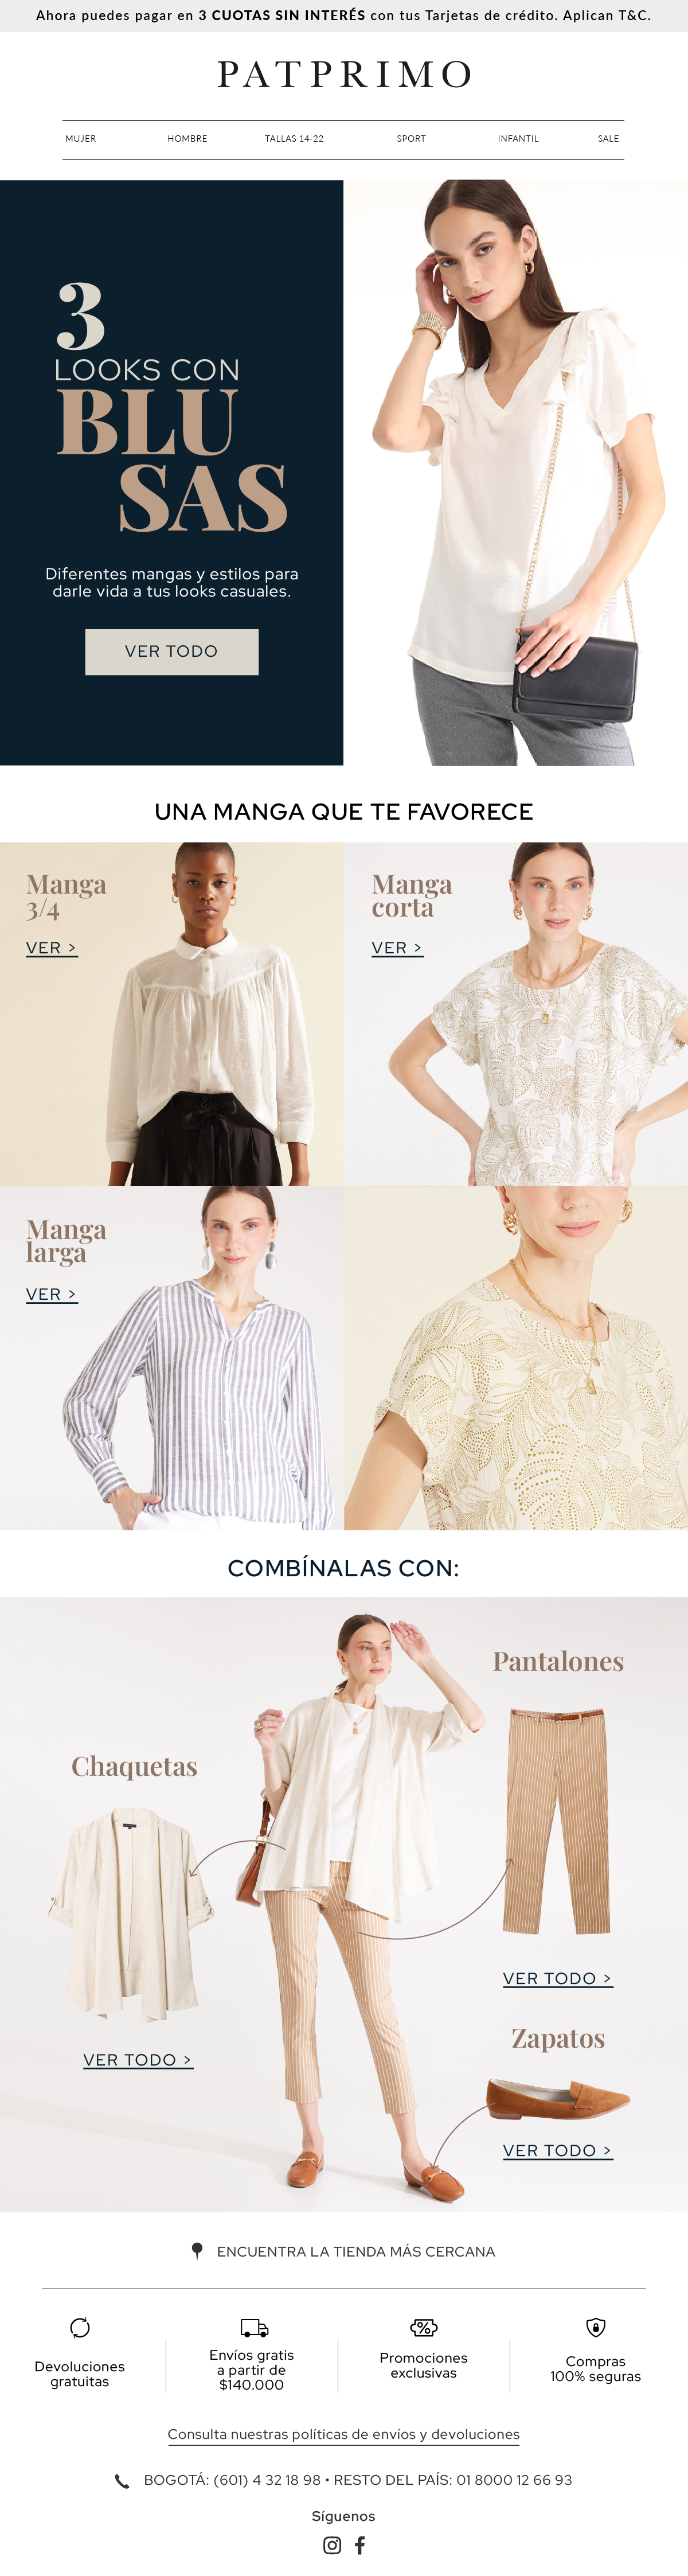 Ahora puedes pagar en 3 CUOTAS SIN INTERÉS con tus Tarjetas de crédito. Aplican T&C.
PATPRIMO
MUJER HOMBRE TALLAS 14-22 SPORT INFANTIL SALE
3
LOOKS CON
BLU
SAS
Diferentes mangas y estilos para
darle vida a tus looks casuales.
VER TODO
UNA MANGA QUE TE FAVORECE
Manga
3/4
VER >
Manga
corta
VER >
Manga
larga
VER >
COMBÍNALAS CON:
Pantalones
Chaquetas
VER TODO >
Zapatos
VER TODO >
VER TODO >
ENCUENTRA LA TIENDA MÁS CERCANA
Devoluciones
gratuitas
Envíos gratis
a partir de
$140.000
Promociones
exclusivas
Compras
100% seguras
Consulta nuestras políticas de envíos y devoluciones
BOGOTÁ: (601) 4 32 18 98 • RESTO DEL PAÍS: 01 8000 12 66 93
Síguenos